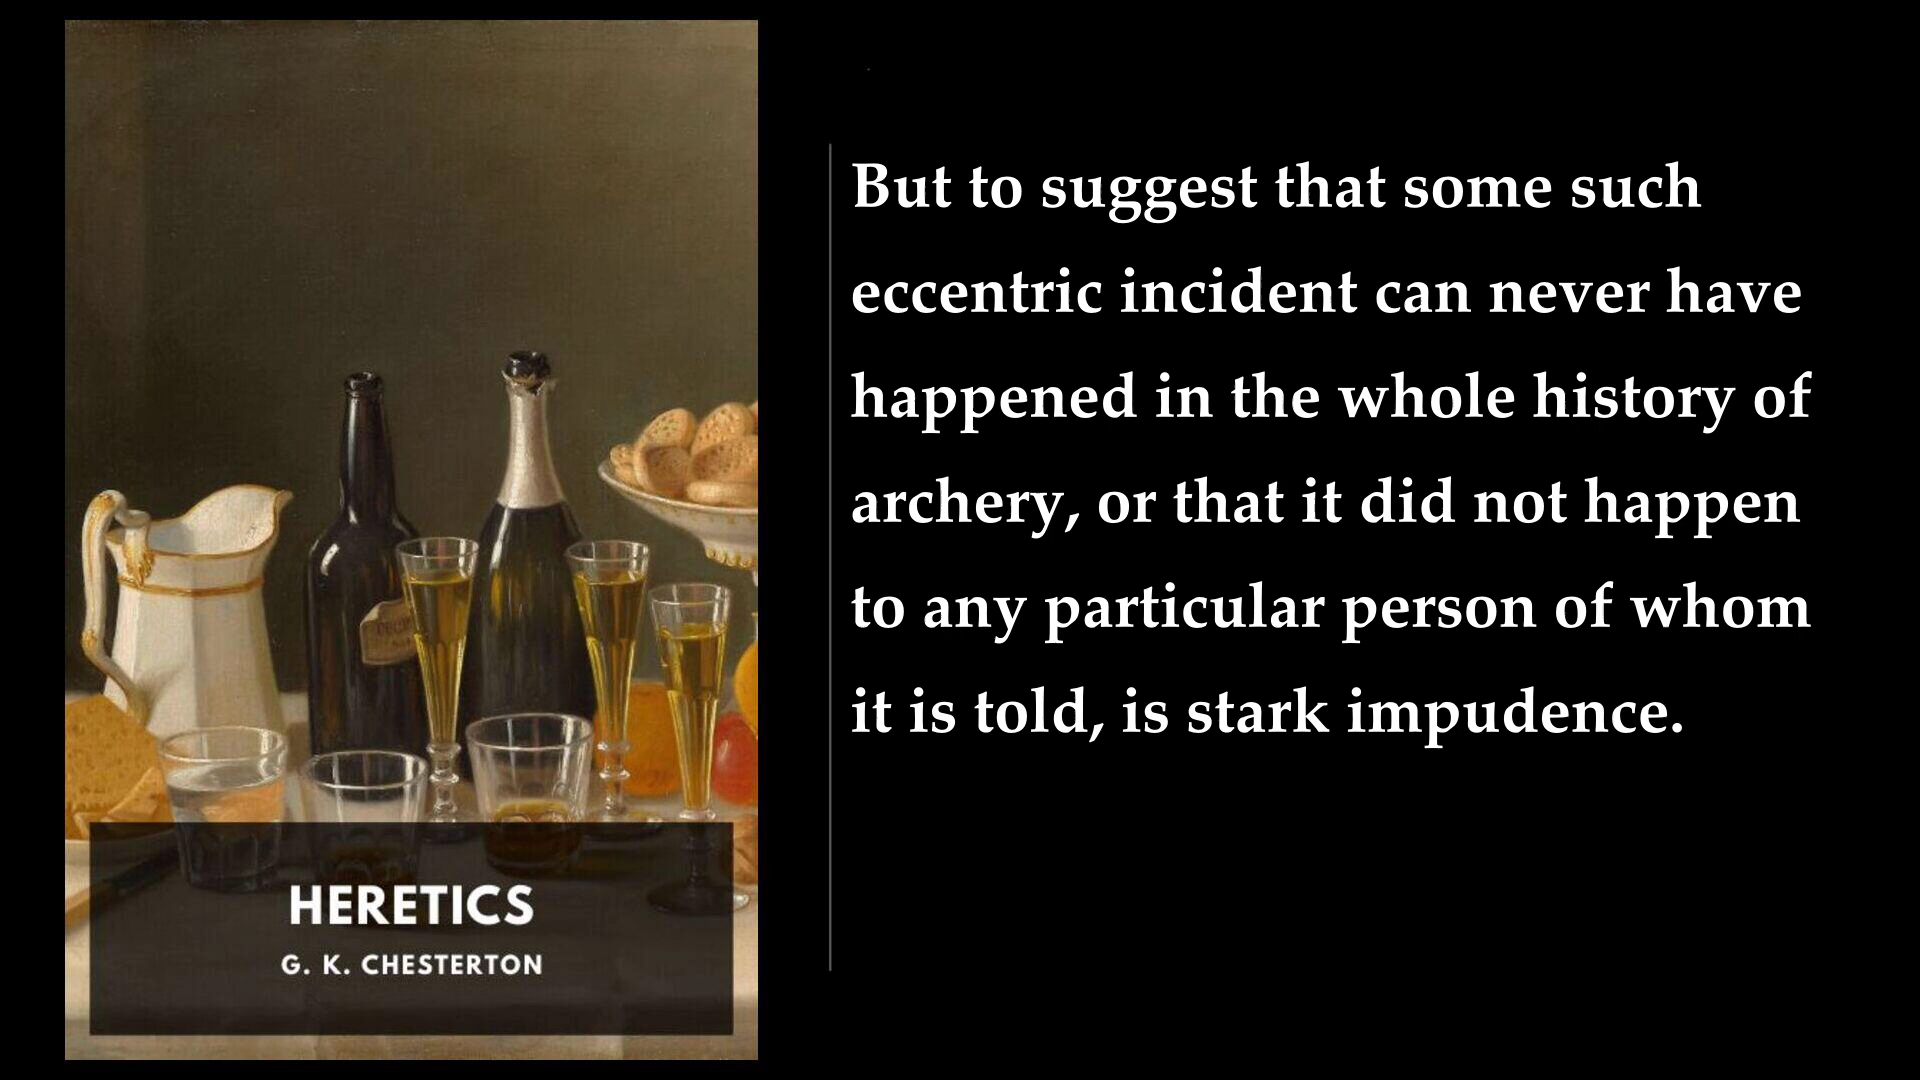 But to suggest that some such
eccentric incident can never have
happened in the whole history of
archery, or that it did not happen
to any particular person of whom
it is told, is stark impudence.
HERETICS
G. K. CHESTERTON